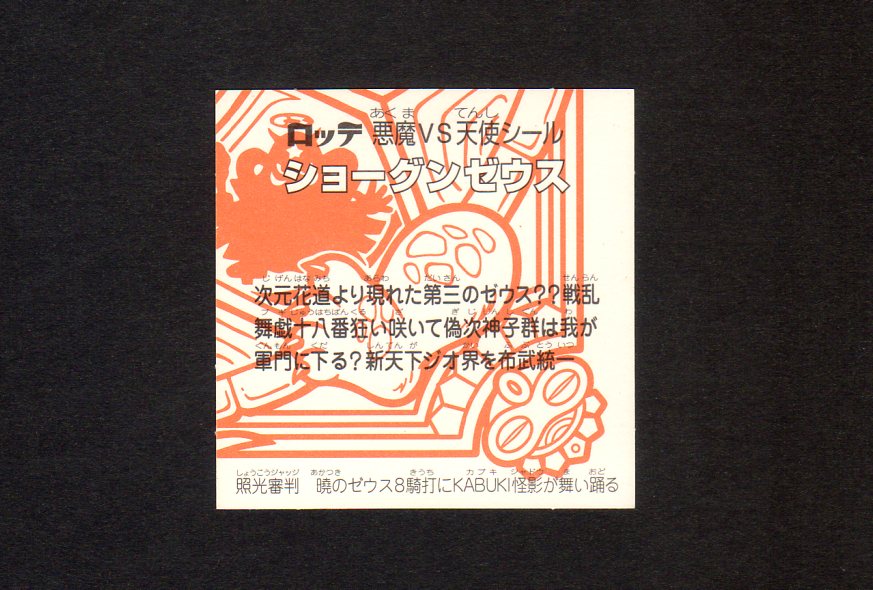 ロッテ 悪魔VS天使シール
ショーグンゼウス
次元花道より現れた第三のゼウス??戦乱
舞戯十八番狂い咲いて偽次神子群は我が
軍門に下る?新天下ジオ界を布武統一
照光審判 暁のゼウス8騎打にKABUKI怪影が舞い踊る